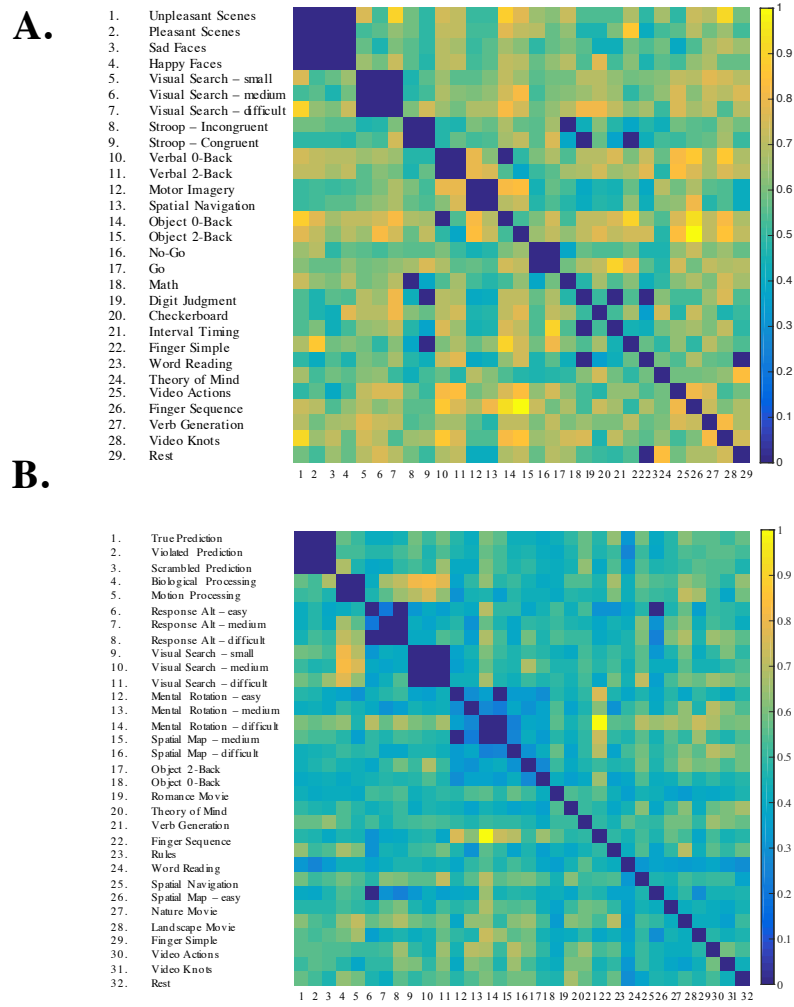 A.
1. Unpleasant Scenes
2. Pleasant Scenes
3. Sad Faces
4. Happy Faces
5. Visual Search – small
6. Visual Search – medium
7. Visual Search – difficult
8. Stroop – Incongruent
9. Stroop – Congruent
10. Verbal 0-Back
11. Verbal 2-Back
12. Motor Imagery
13. Spatial Navigation
14. Object 0-Back
15. Object 2-Back
16. No-Go
17. Go
18. Math
19. Digit Judgment
20. Checkerboard
21. Interval Timing
22. Finger Simple
23. Word Reading
24. Theory of Mind
25. Video Actions
26. Finger Sequence
27. Verb Generation
28. Video Knots
29. Rest
1 2 3 4 5 6 7 8 9 10 11 12 13 14 15 16 17 18 19 20 21 22 23 24 25 26 27 28 29
1
0.9
0.8
0.7
0.6
0.5
0.4
0.3
0.2
0.1
0
B.
1. True Prediction
2. Violated Prediction
3. Scrambled Prediction
4. Biological Processing
5. Motion Processing
6. Response Alt – easy
7. Response Alt – medium
8. Response Alt – difficult
9. Visual Search – small
10. Visual Search – medium
11. Visual Search – difficult
12. Mental Rotation – easy
13. Mental Rotation – medium
14. Mental Rotation – difficult
15. Spatial Map – medium
16. Spatial Map – difficult
17. Object 2-Back
18. Object 0-Back
19. Romance Movie
20. Theory of Mind
21. Verb Generation
22. Finger Sequence
23. Rules
24. Word Reading
25. Spatial Navigation
26. Spatial Map – easy
27. Nature Movie
28. Landscape Movie
29. Finger Simple
30. Video Actions
31. Video Knots
32. Rest
1 2 3 4 5 6 7 8 9 10 11 12 13 14 15 16 17 18 19 20 21 22 23 24 25 26 27 28 29 30 31 32
1
0.9
0.8
0.7
0.6
0.5
0.4
0.3
0.2
0.1
0